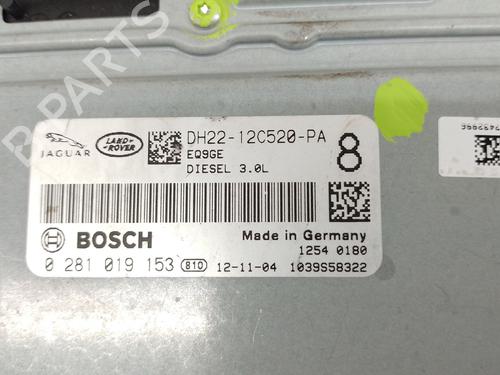 B PARTS
JAGUAR
LAND-
ROVER
DH22-12C520-PA
EQ9GE
DIESEL 3.0L
8
BOSCH
Made in Germany
1254 0180
0 281 019 153 810 12-11-04 1039S58322